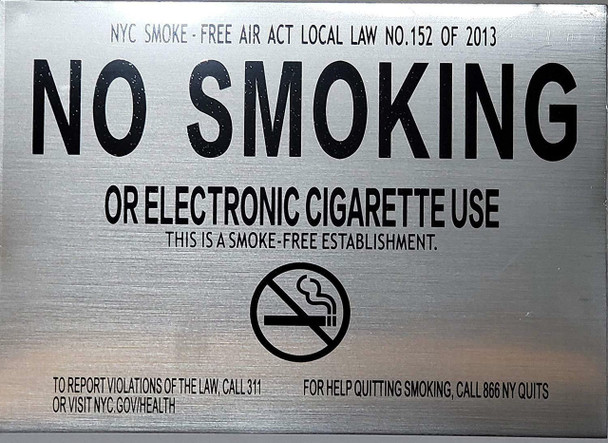 NYC SMOKE - FREE AIR ACT LOCAL LAW NO.152 OF 2013
NO SMOKING
OR ELECTRONIC CIGARETTE USE
THIS IS A SMOKE-FREE ESTABLISHMENT.
TO REPORT VIOLATIONS OF THE LAW, CALL 311
OR VISIT NYC.GOV/HEALTH
FOR HELP QUITTING SMOKING, CALL 866 NY QUITS